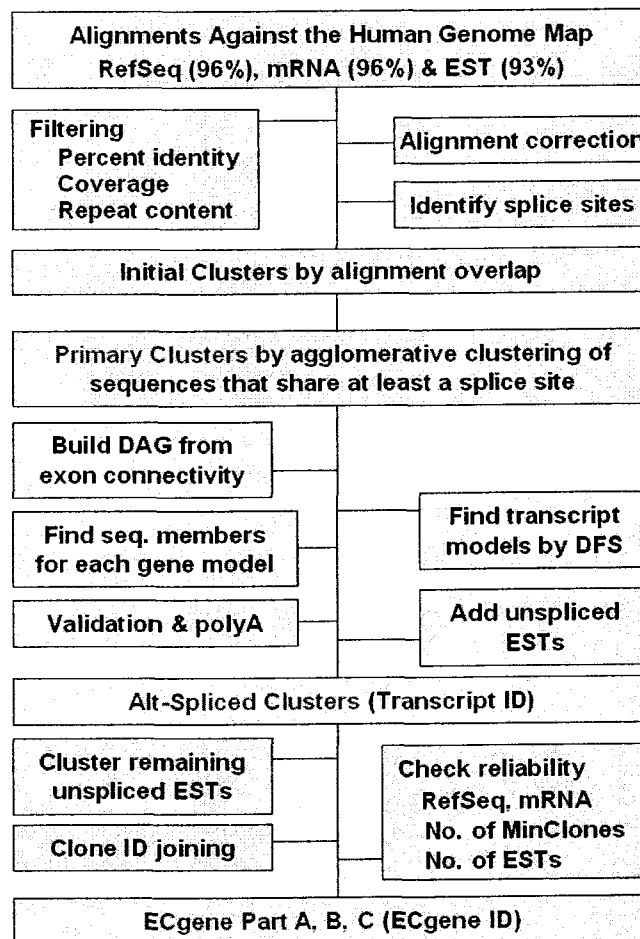 Alignments Against the Human Genome Map
RefSeq (96%), mRNA (96%) & EST (93%)
Filtering
Percent identity
Coverage
Repeat content
Alignment correction
Identify splice sites
Initial Clusters by alignment overlap
Primary Clusters by agglomerative clustering of
sequences that share at least a splice site
Build DAG from
exon connectivity
Find transcript
models by DFS
Find seq. members
for each gene model
Validation & polyA
Add unspliced
ESTs
Alt-Spliced Clusters (Transcript ID)
Cluster remaining
unspliced ESTs
Clone ID joining
Check reliability
RefSeq, mRNA
No. of MinClones
No. of ESTs
ECgene Part A, B, C (ECgene ID)